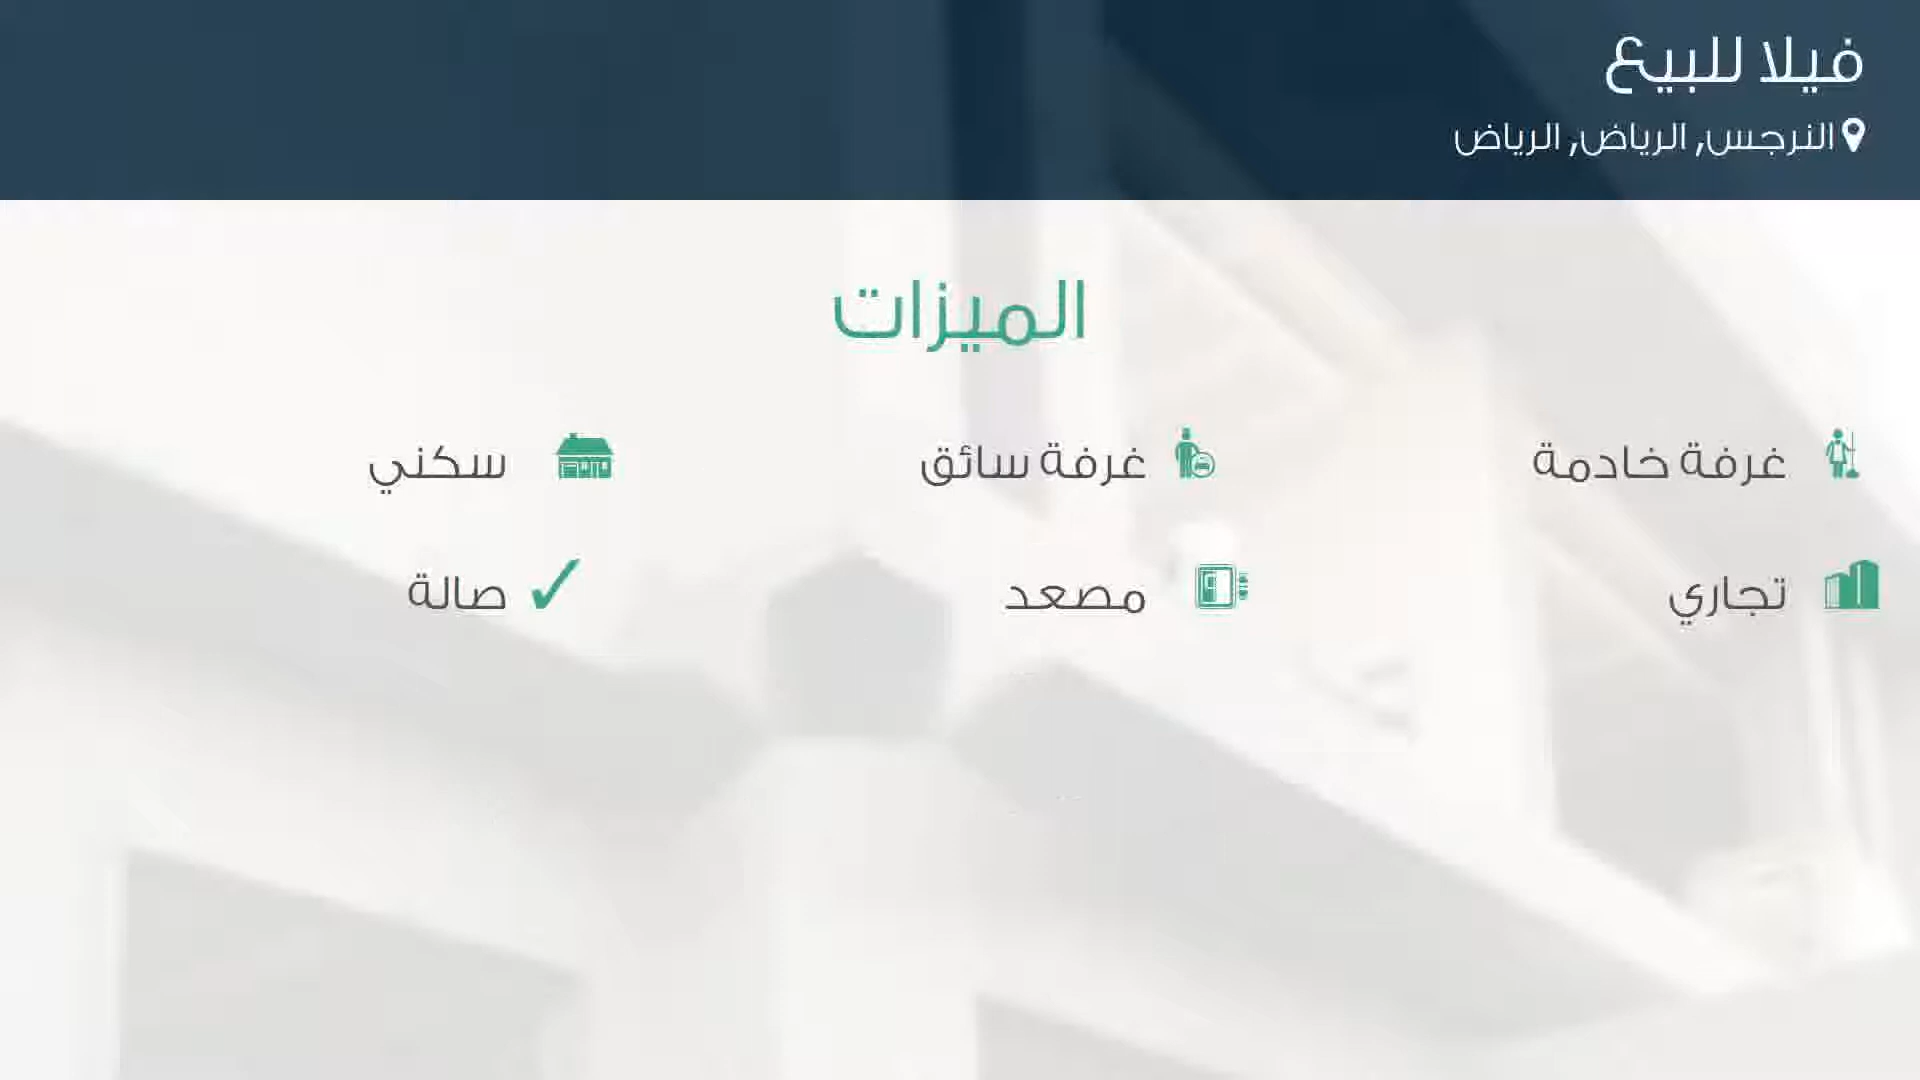 فيلا للبيع
النرجس, الرياض, الرياض
الميزات
غرفة خادمة
غرفة سائق
سكني
تجاري
مصعد
صالة